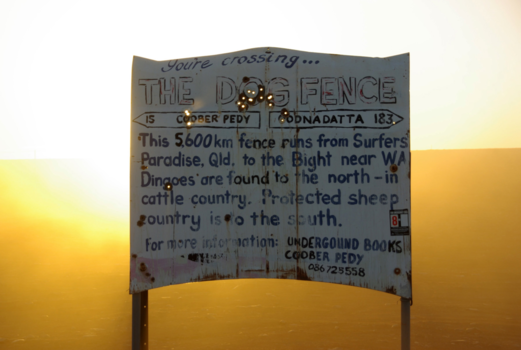 You're crossing...
THE DOG FENCE
15 COOBER PEDY OODNADATTA 183
This 5,600km fence runs from Surfers
Paradise, Qld. to the Bight near WA
Dingoes are found to the north - in
cattle country. Protected sheep
country is to the south.
For more information: UNDERGOUND BOOKS
COOBER PEDY
086725558